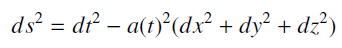 ds² = dt² − a(t)²(dx² + dy² + dz²)